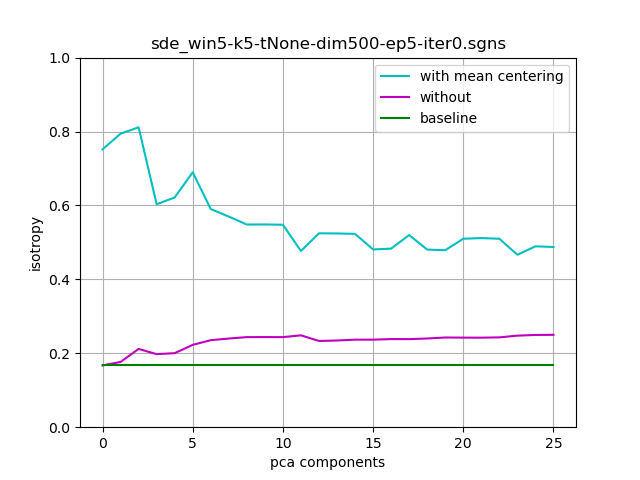 sde_win5-k5-tNone-dim500-ep5-iter0.sgns
with mean centering
without
baseline
isotropy
1.0
0.8
0.6
0.4
0.2
0.0
0 5 10 15 20 25
pca components